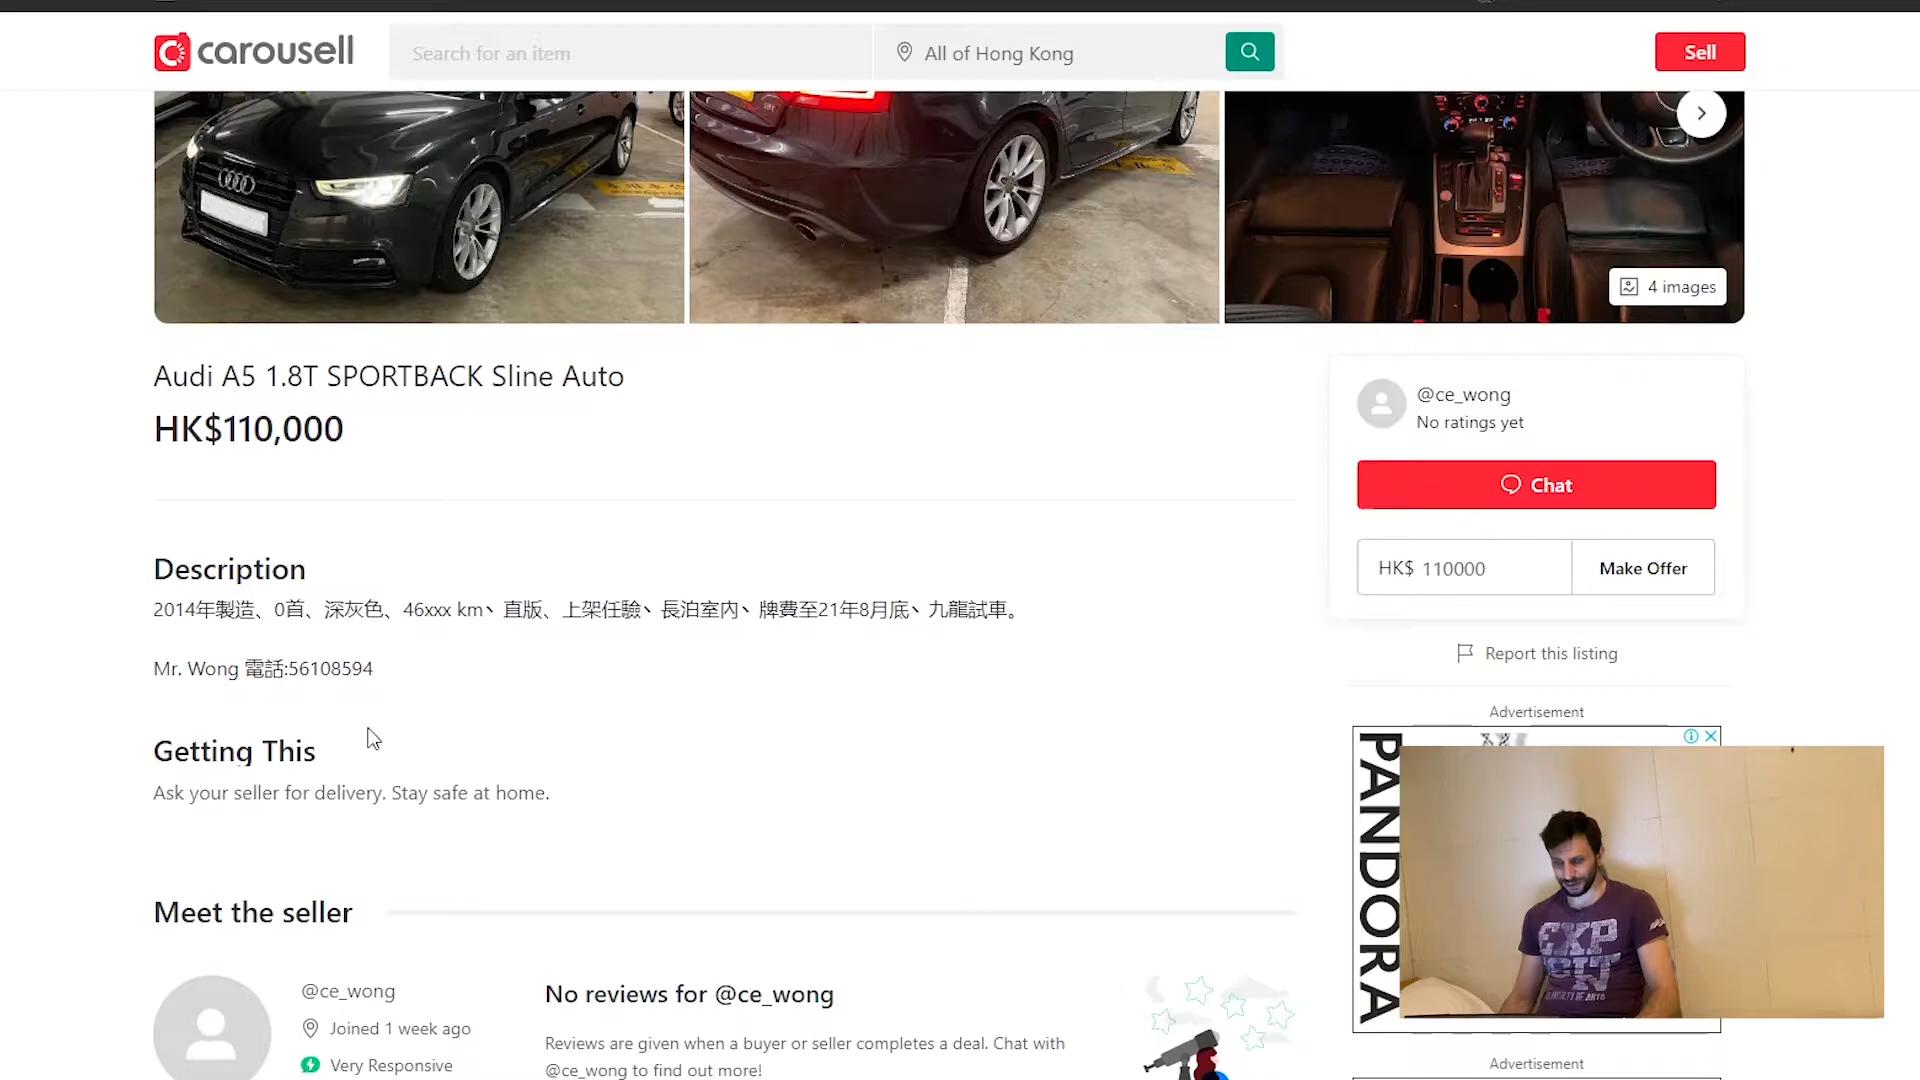 carousell
Search for an item
All of Hong Kong
Sell
4 images
Audi A5 1.8T SPORTBACK Sline Auto
HK$110,000
@ce_wong
No ratings yet
Chat
HK$ 110000
Make Offer
Report this listing
Description
2014年製造、0首、深灰色、46xxx km、直版、上架任驗、長泊室內、牌費至21年8月底、九龍試車。
Mr. Wong 電話:56108594
Getting This
Ask your seller for delivery. Stay safe at home.
Advertisement
PANDORA
Meet the seller
@ce_wong
Joined 1 week ago
Very Responsive
No reviews for @ce_wong
Reviews are given when a buyer or seller completes a deal. Chat with
@ce_wong to find out more!
Advertisement